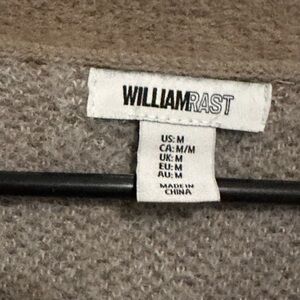 WILLIAMRAST
US: M
CA: M/M
UK: M
EU: M
AU: M
MADE IN
CHINA